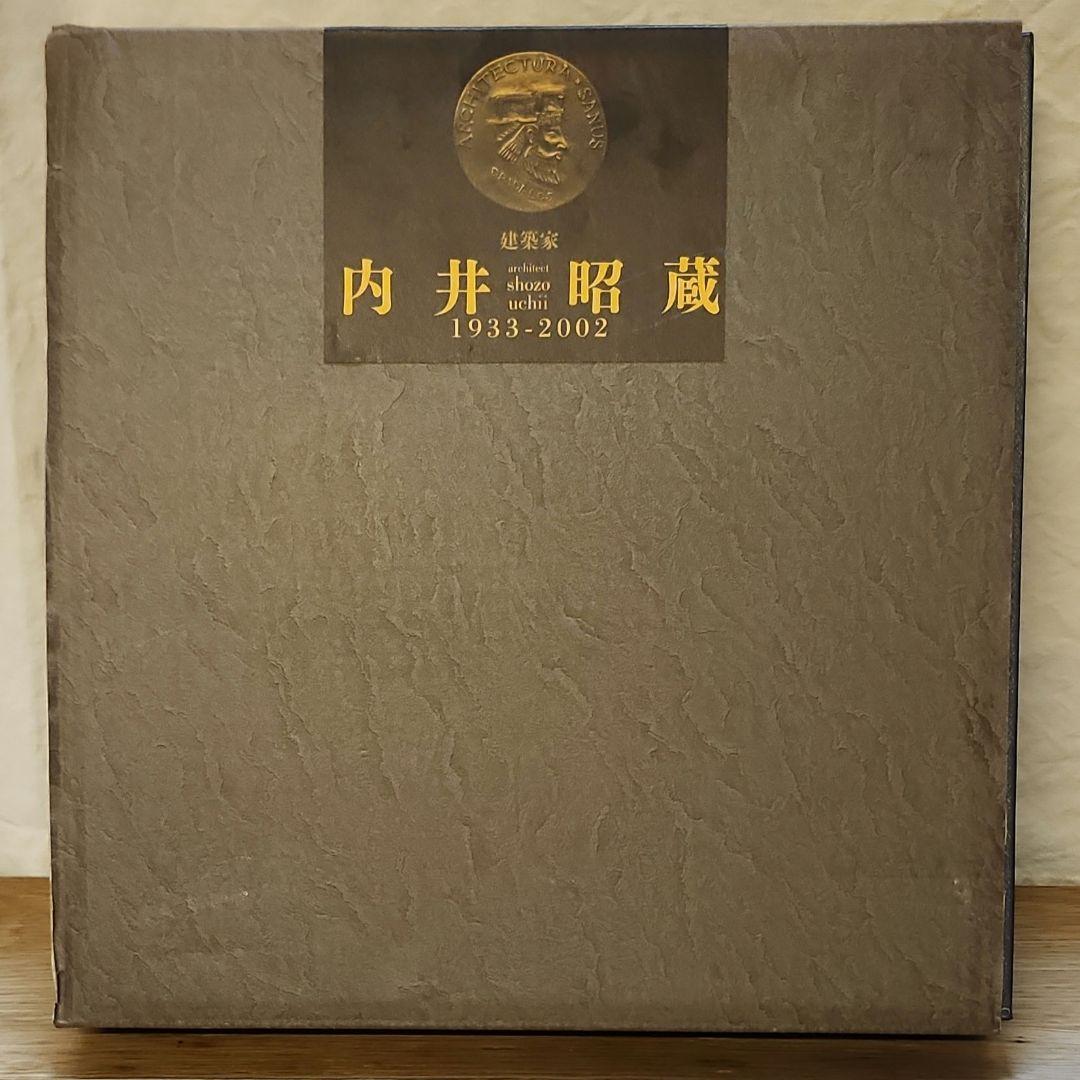 ARCHITECTURA · SANUS
建築家
内井 architect shozo uchii 昭蔵
1933-2002